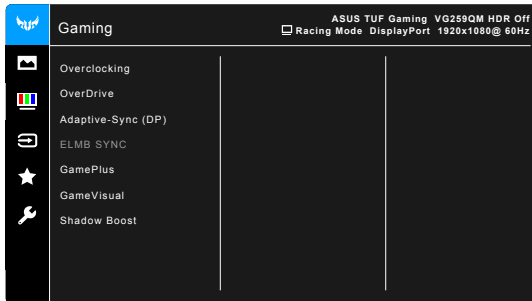 Gaming
ASUS TUF Gaming VG259QM HDR Off
Racing Mode DisplayPort 1920x1080@ 60Hz
Overclocking
OverDrive
Adaptive-Sync (DP)
ELMB SYNC
GamePlus
GameVisual
Shadow Boost